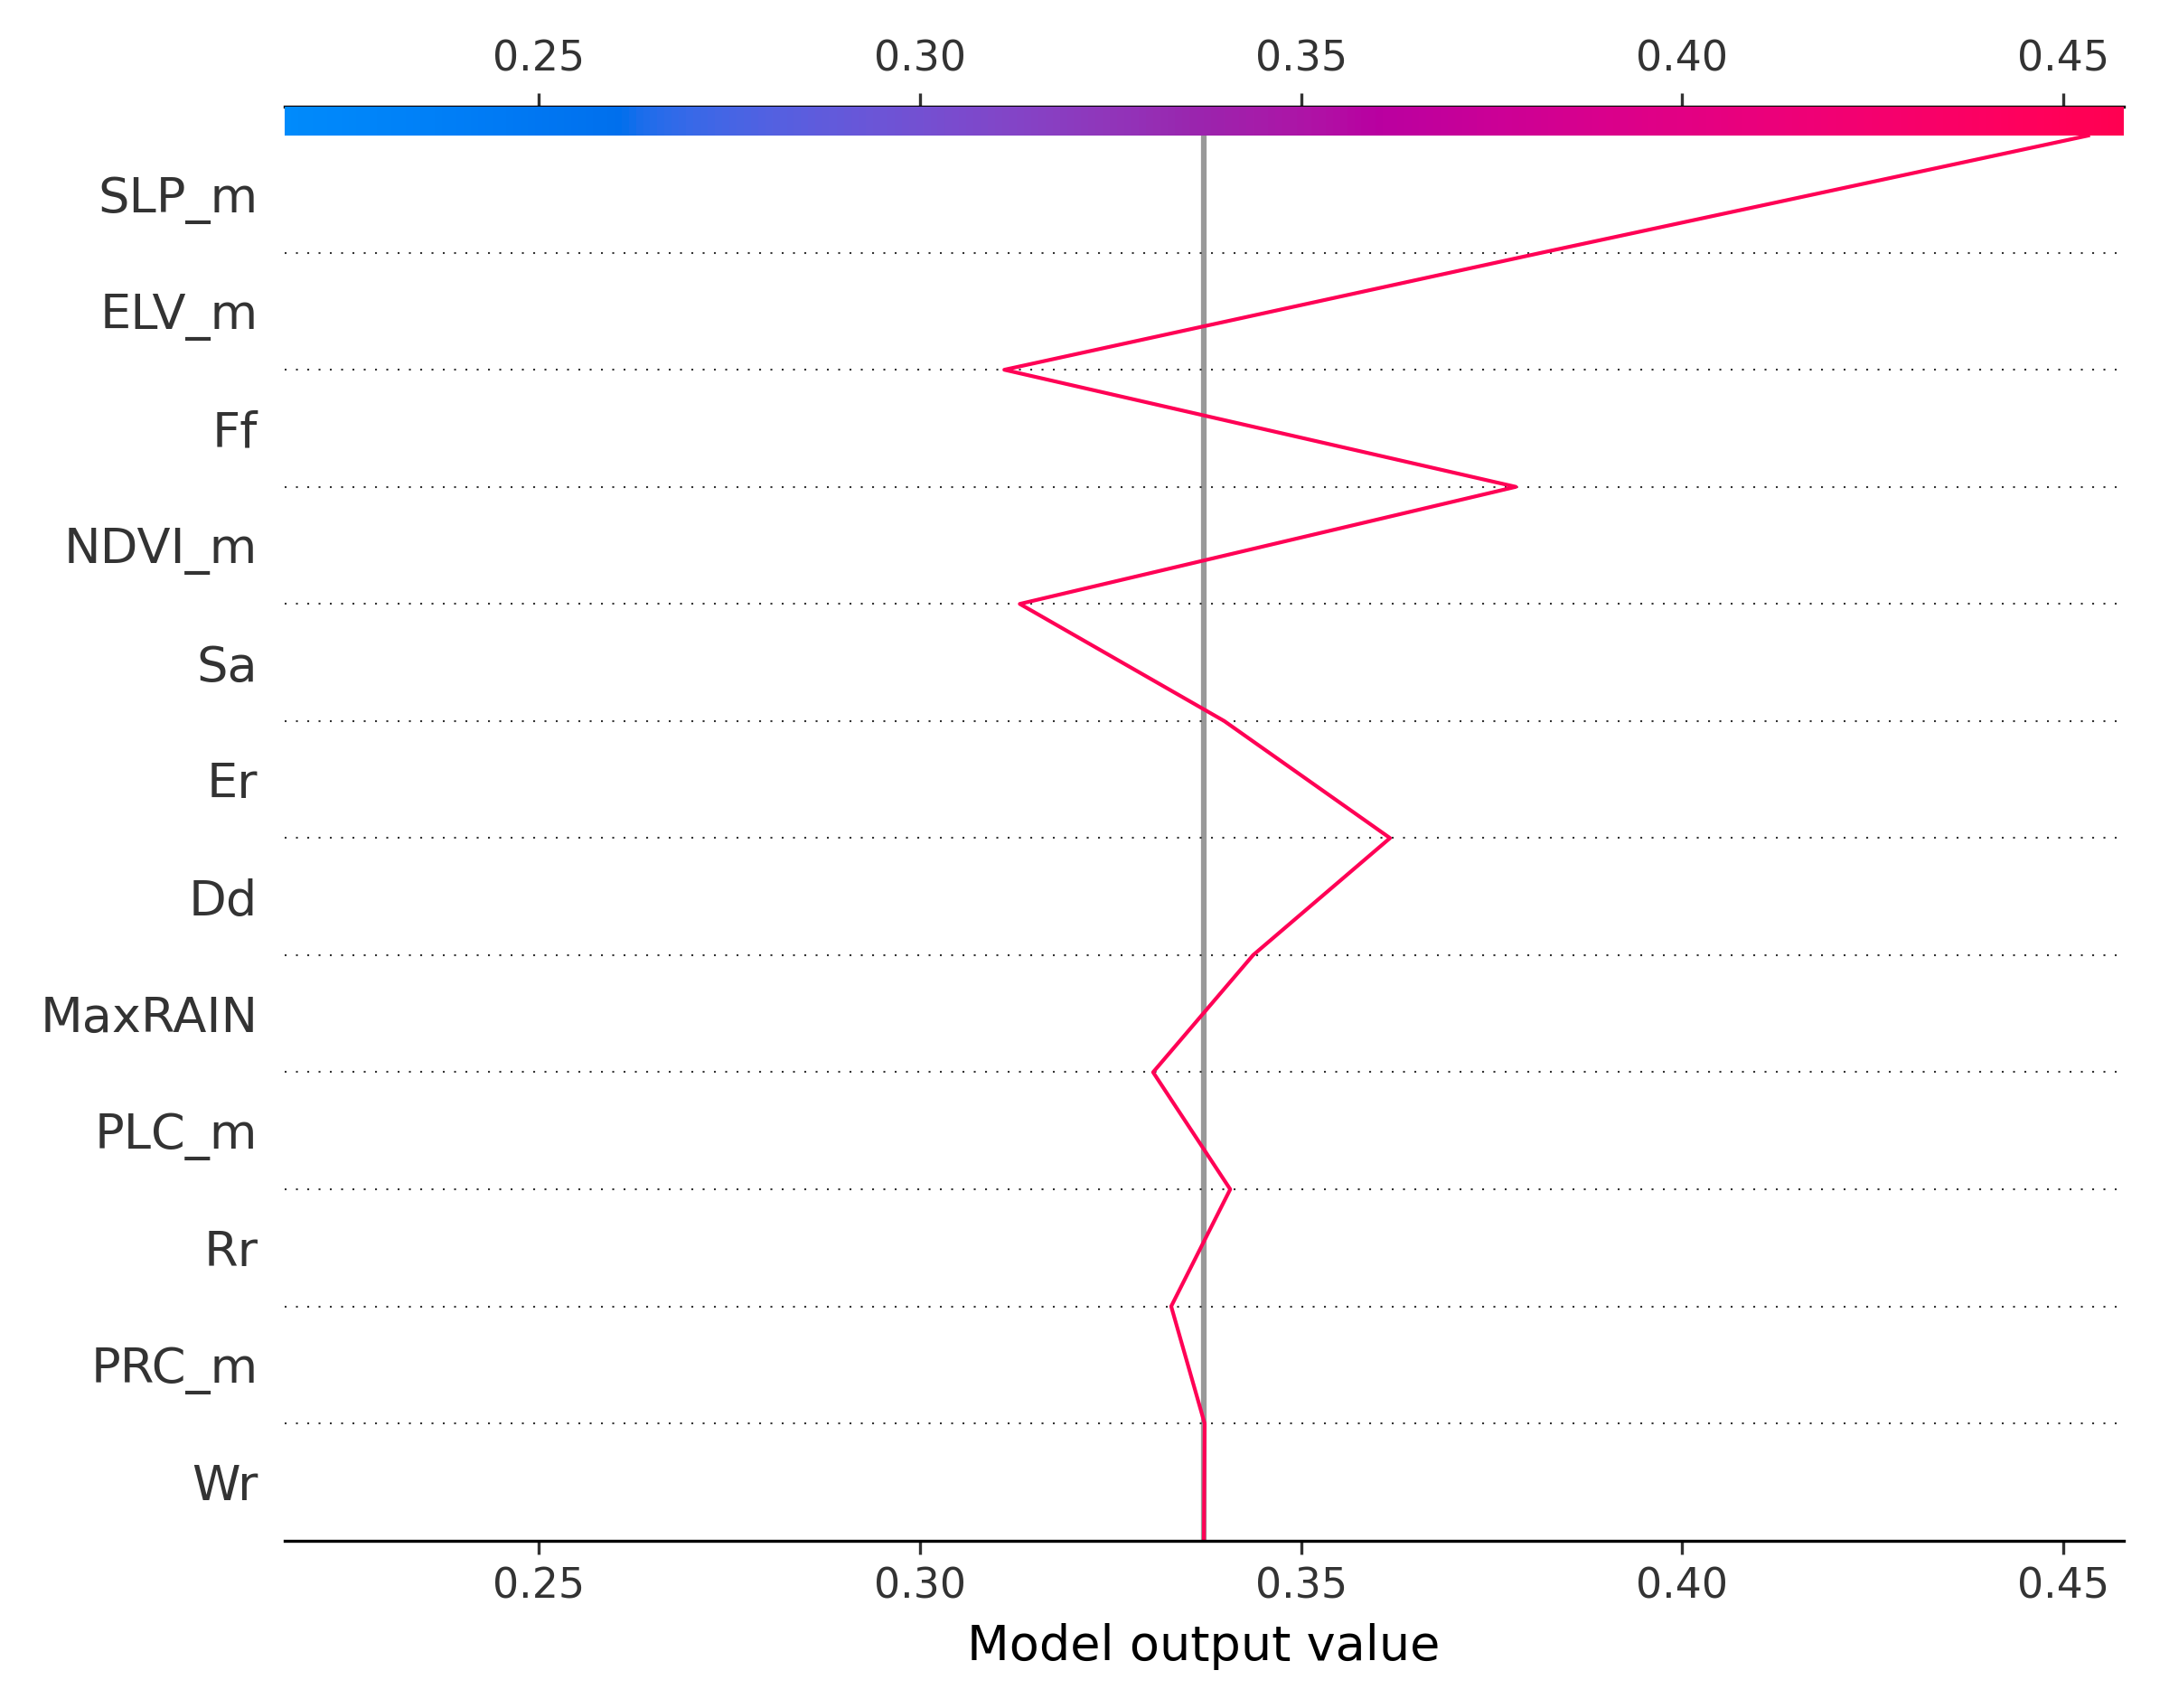 0.25 0.30 0.35 0.40 0.45
SLP_m
ELV_m
Ff
NDVI_m
Sa
Er
Dd
MaxRAIN
PLC_m
Rr
PRC_m
Wr
0.25 0.30 0.35 0.40 0.45
Model output value